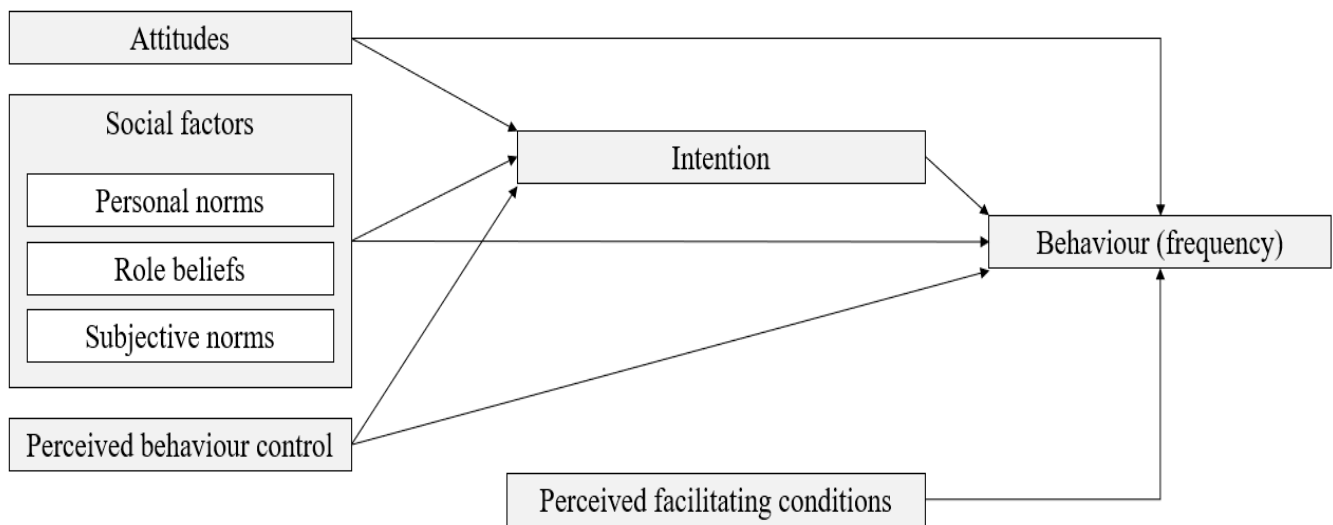 Attitudes
Social factors
Personal norms
Role beliefs
Subjective norms
Perceived behaviour control
Intention
Behaviour (frequency)
Perceived facilitating conditions